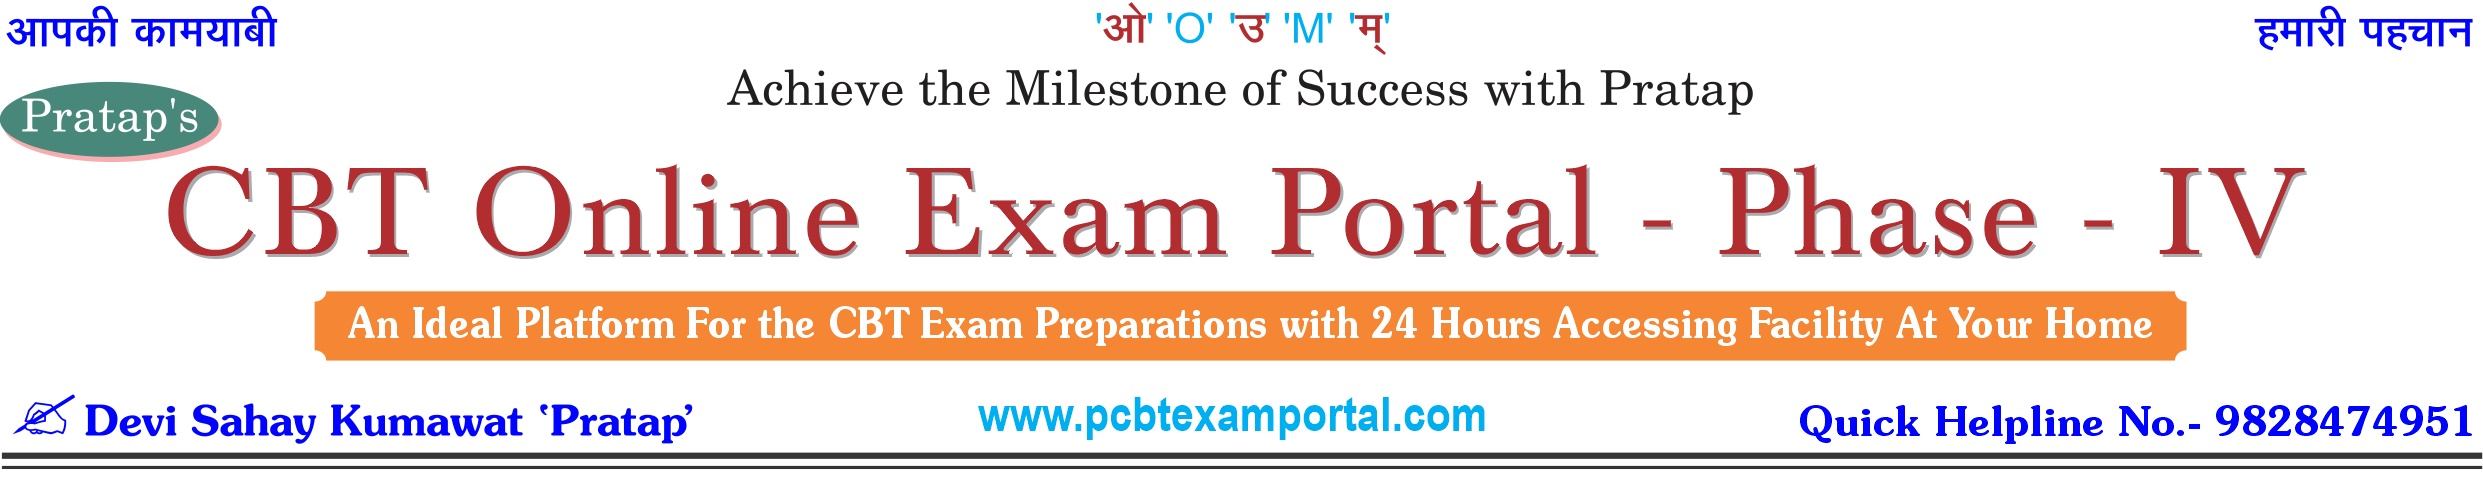 आपकी कामयाबी 'ओ' 'O' 'उ' 'M' 'म्' हमारी पहचान
Achieve the Milestone of Success with Pratap
Pratap's
CBT Online Exam Portal - Phase - IV
An Ideal Platform For the CBT Exam Preparations with 24 Hours Accessing Facility At Your Home
Devi Sahay Kumawat ‘Pratap’ www.pcbtexamportal.com Quick Helpline No.- 9828474951